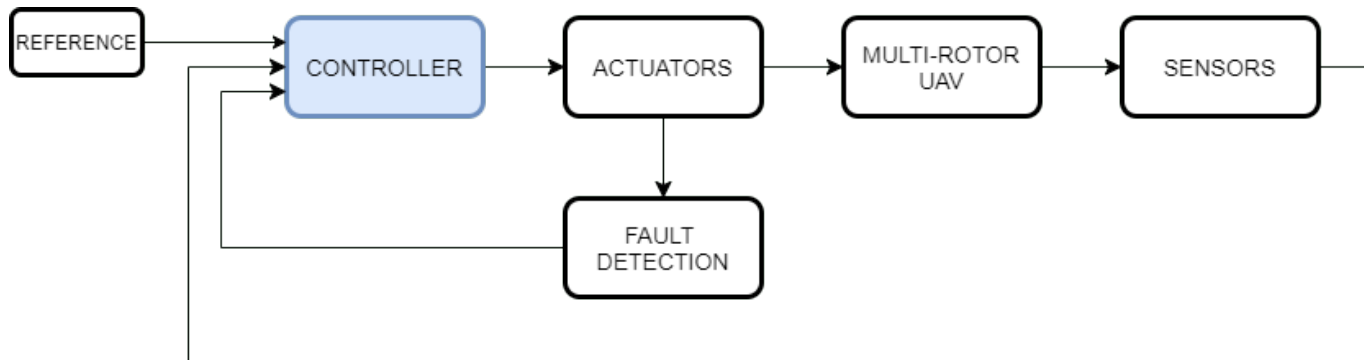 REFERENCE
CONTROLLER
ACTUATORS
MULTI-ROTOR
UAV
SENSORS
FAULT
DETECTION